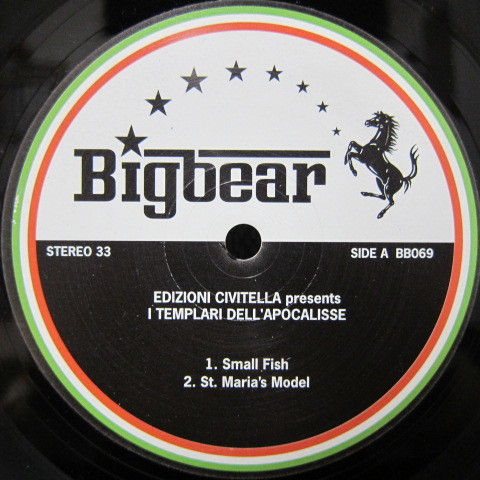 Bigbear
STEREO 33
SIDE A BB069
EDIZIONI CIVITELLA presents
I TEMPLARI DELL'APOCALISSE
1. Small Fish
2. St. Maria's Model